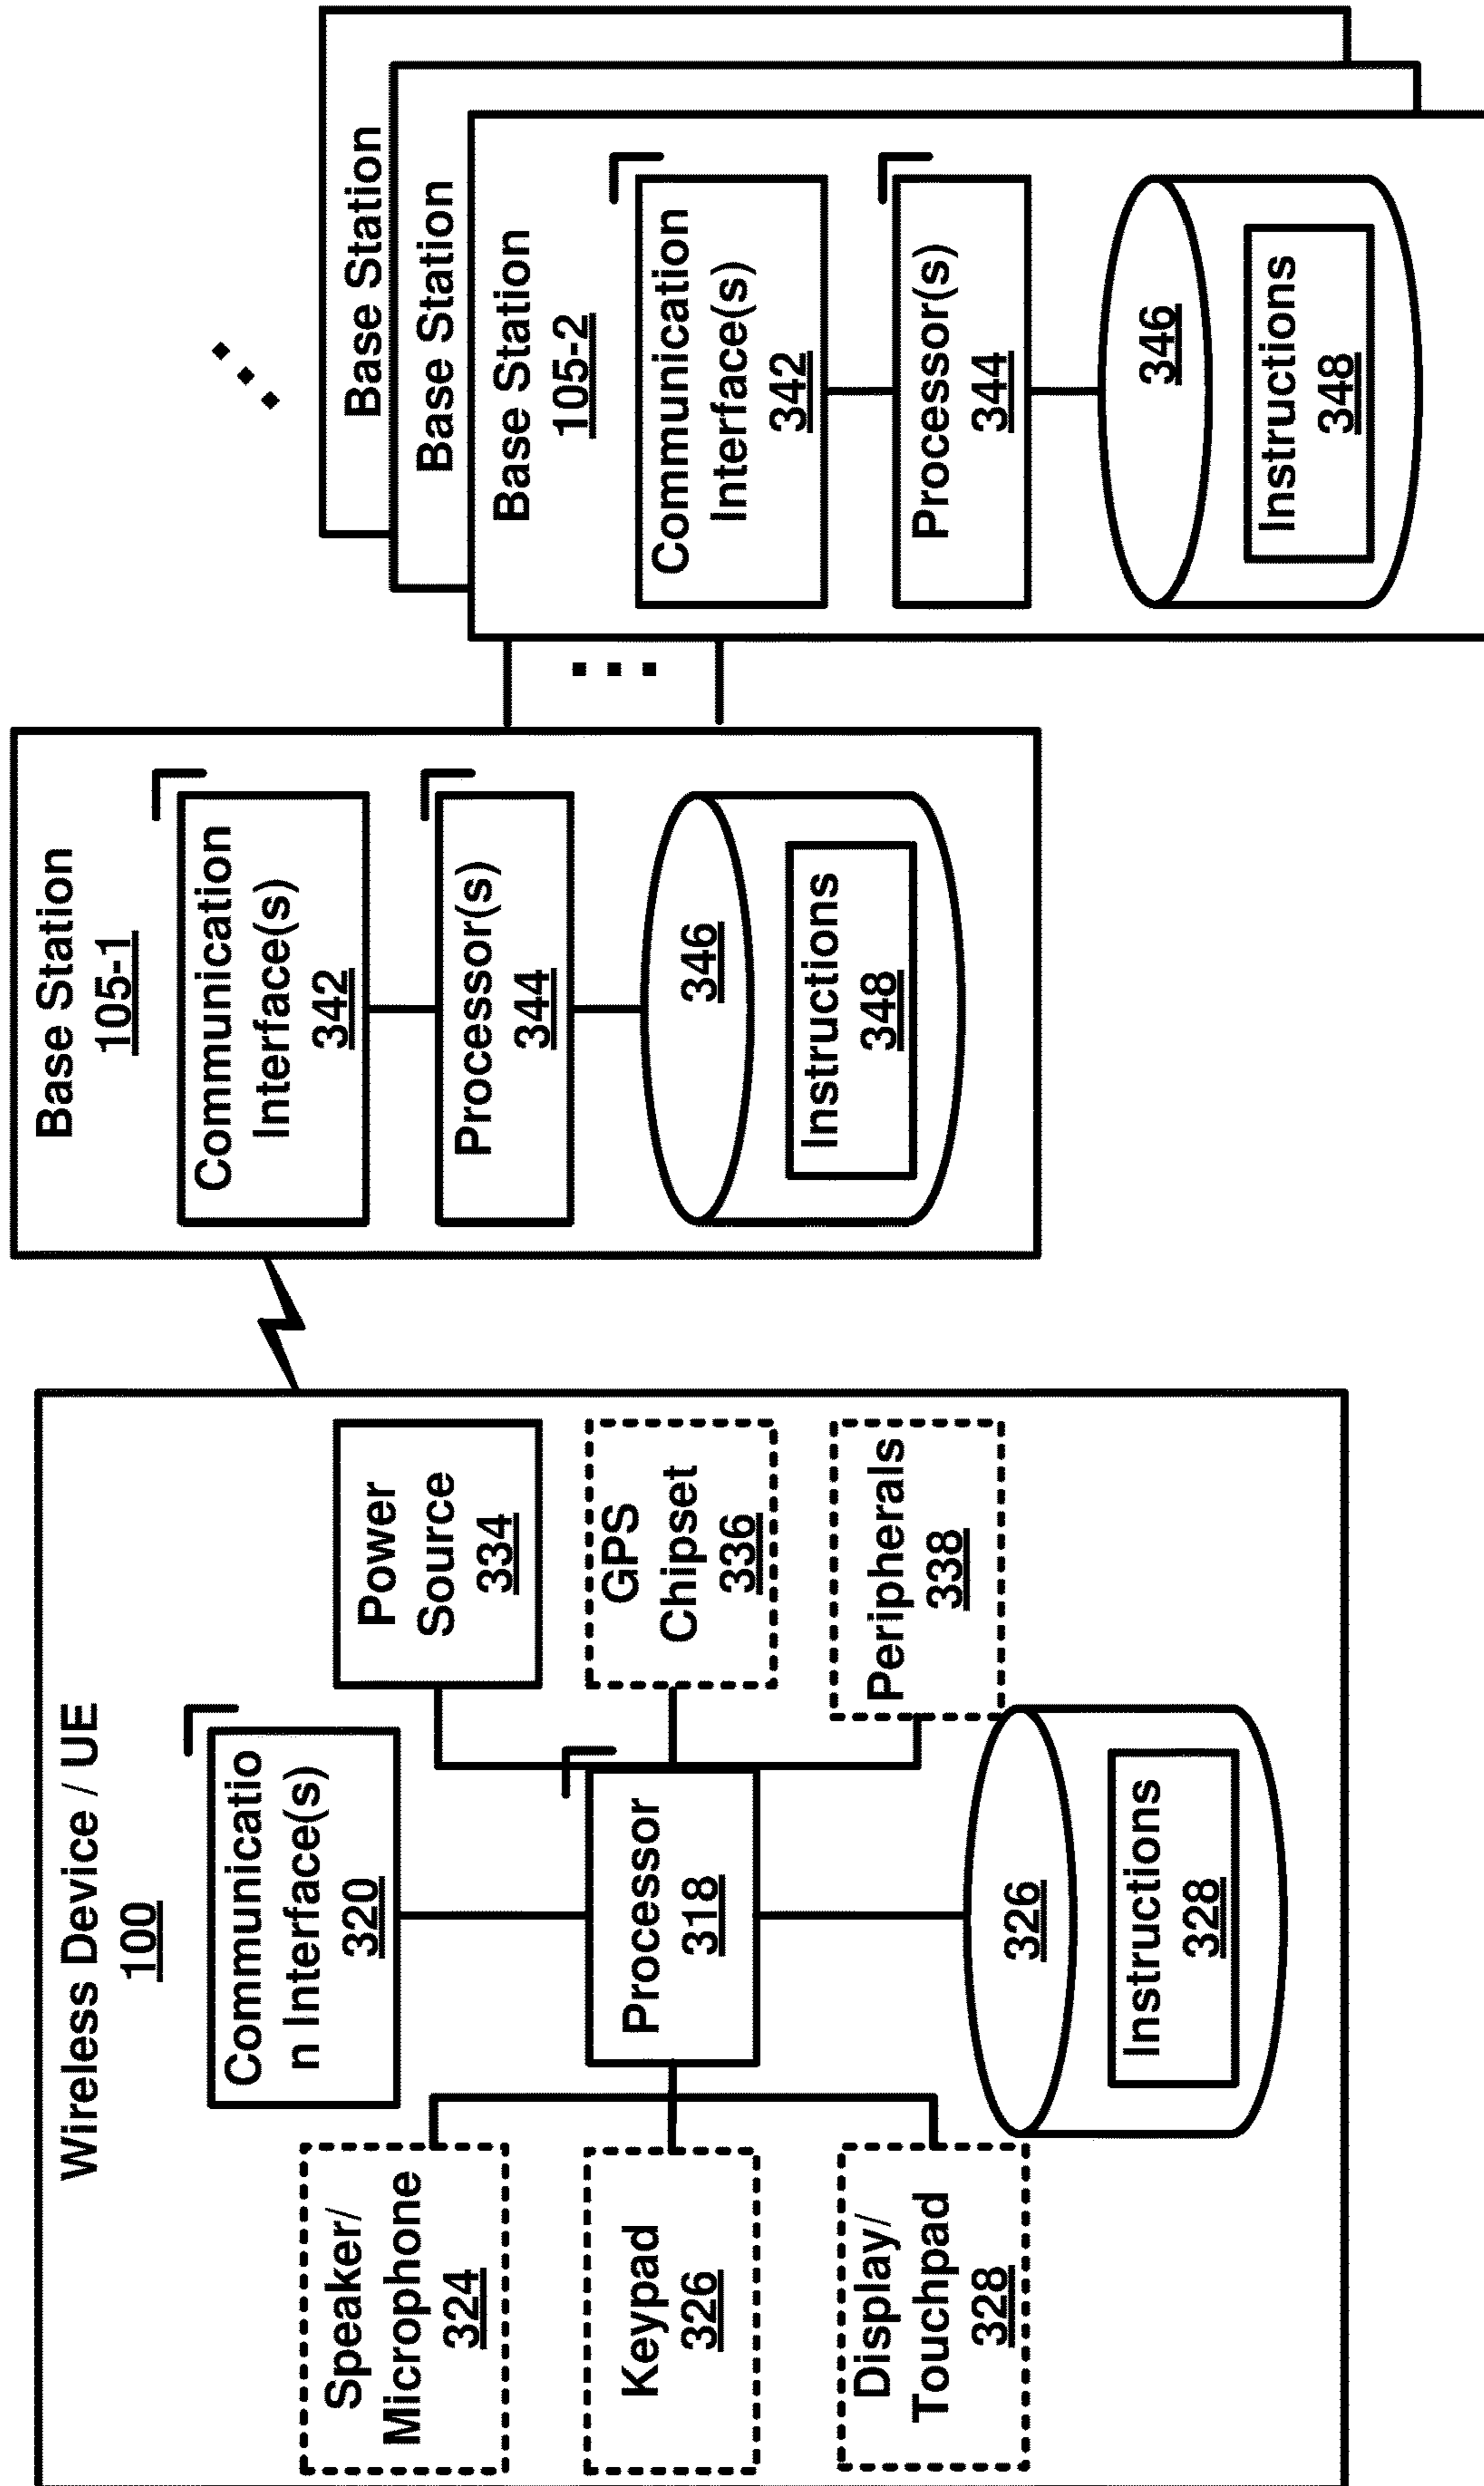 Wireless Device / UE
100
Communicatio
n Interface(s)
320
Speaker/
Microphone
324
Power
Source
334
Processor
318
Keypad
326
GPS
Chipset
336
Display/
Touchpad
328
Peripherals
338
326
Instructions
328
Base Station
105-1
Communication
Interface(s)
342
Processor(s)
344
346
Instructions
348
Base Station
Base Station
Base Station
105-2
Communication
Interface(s)
342
Processor(s)
344
346
Instructions
348